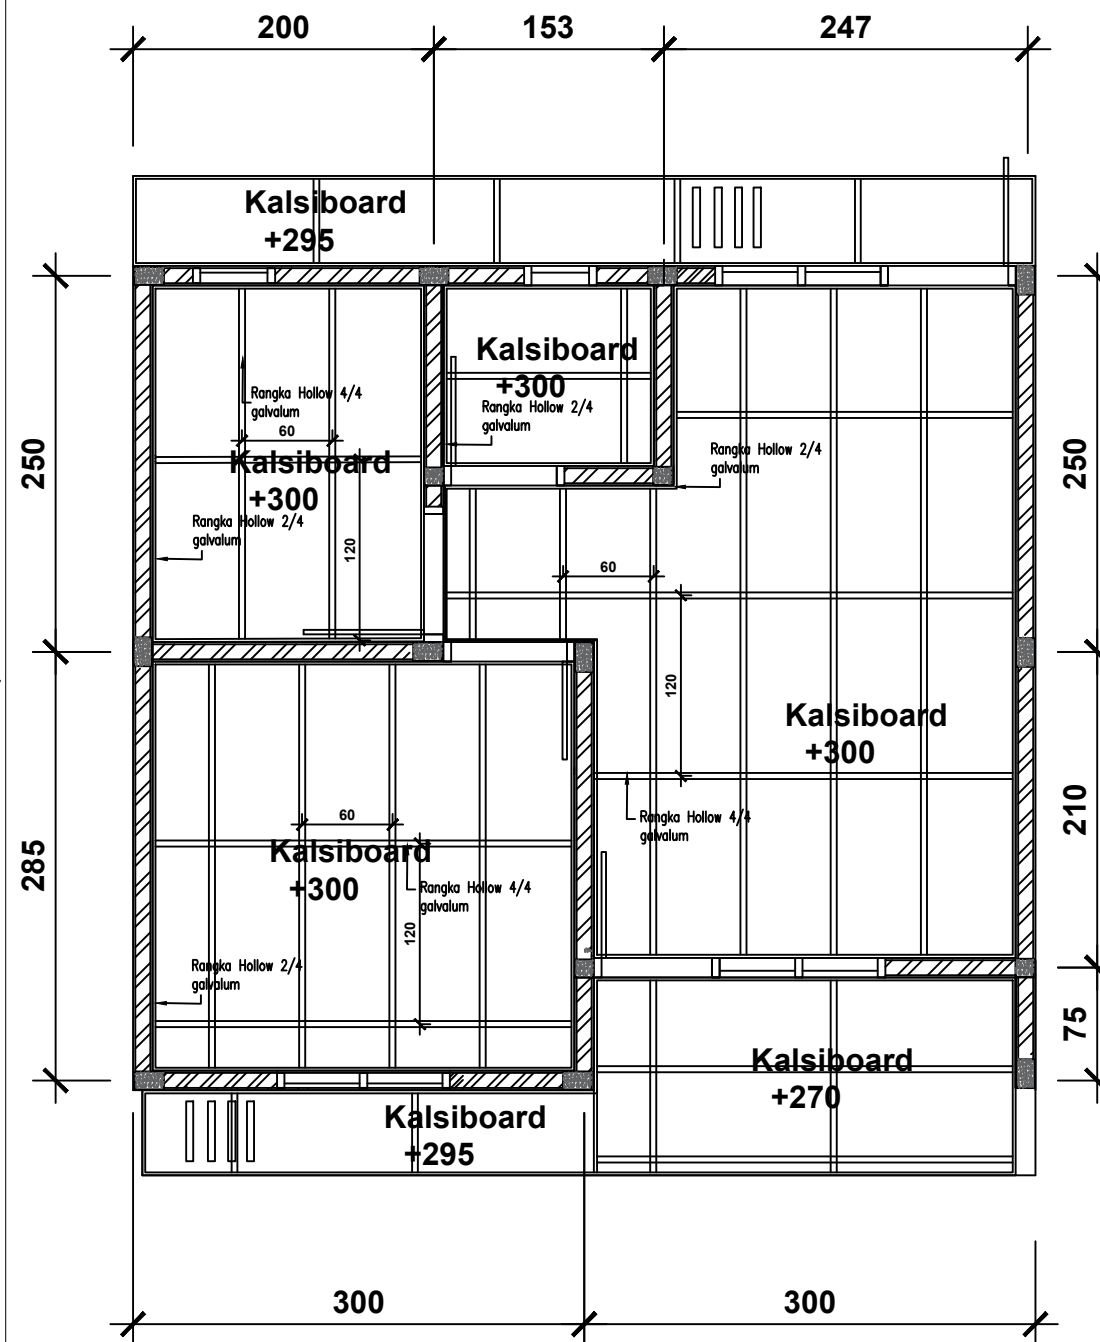 200
153
247
Kalsiboard
+295
Kalsiboard
+300
Rangka Hollow 4/4
galvalum
Rangka Hollow 2/4
galvalum
60
250
Kalsiboard
+300
Rangka Hollow 2/4
galvalum
250
Rangka Hollow 2/4
galvalum
120
60
120
Kalsiboard
+300
210
Rangka Hollow 4/4
galvalum
60
285
Kalsiboard
+300
Rangka Hollow 4/4
galvalum
120
Rangka Hollow 2/4
galvalum
75
Kalsiboard
+270
Kalsiboard
+295
300
300